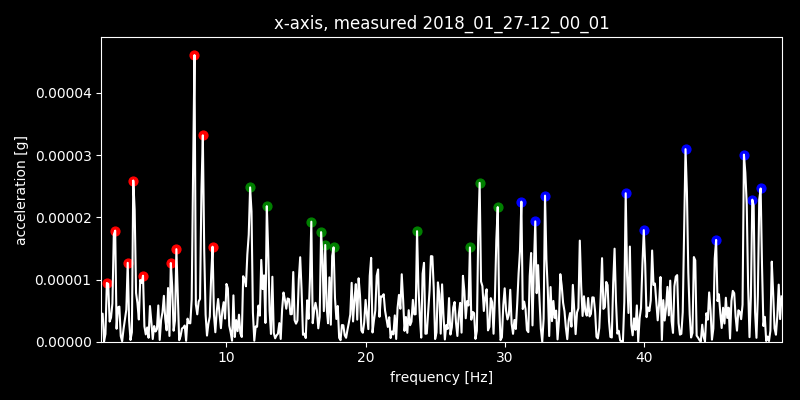 x-axis, measured 2018_01_27-12_00_01
acceleration [g]
0.00004
0.00003
0.00002
0.00001
0.00000
10 20 30 40
frequency [Hz]